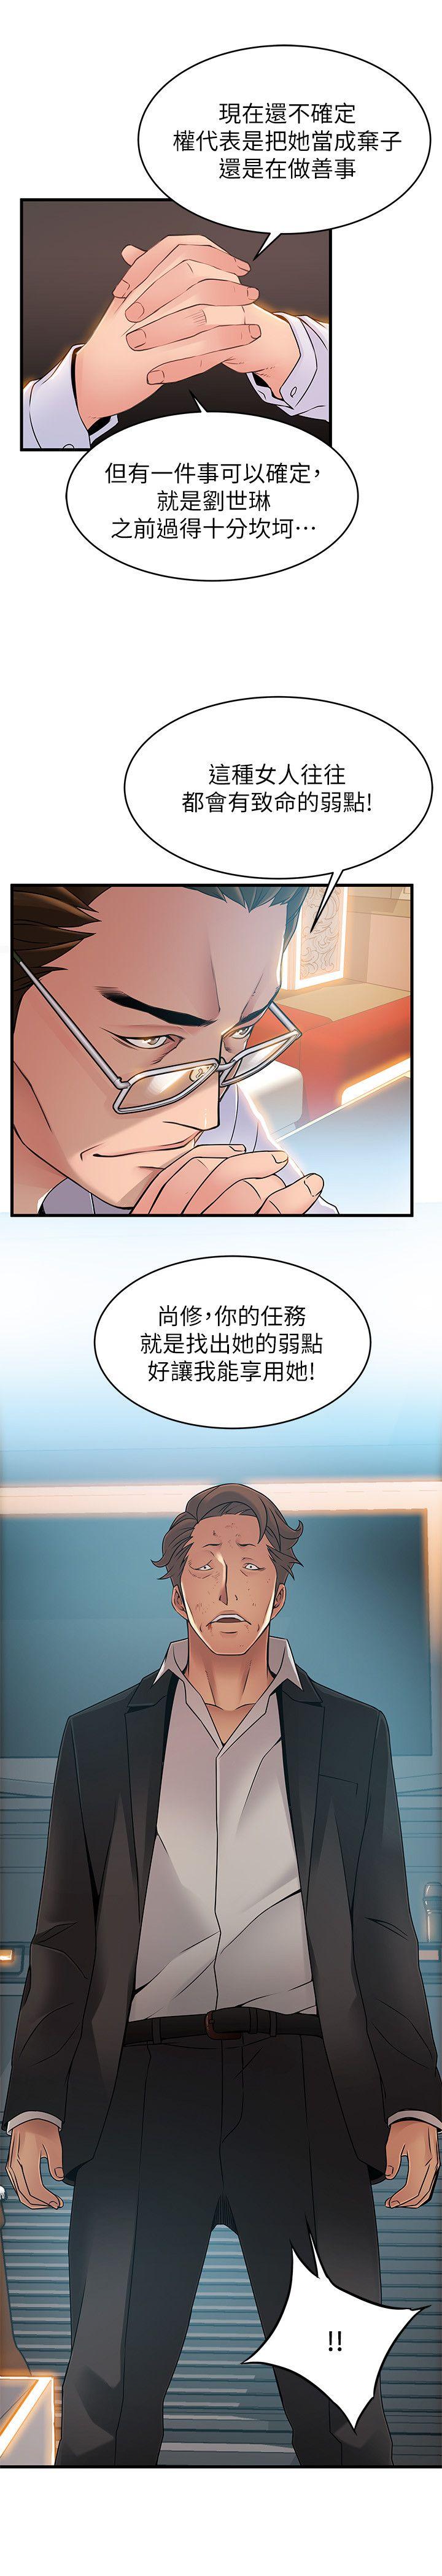 現在還不確定
權代表是把她當成棄子
還是在做善事
但有一件事可以確定，
就是劉世琳
之前過得十分坎坷…
這種女人往往
都會有致命的弱點!
尚修，你的任務
就是找出她的弱點
好讓我能享用她!
!!